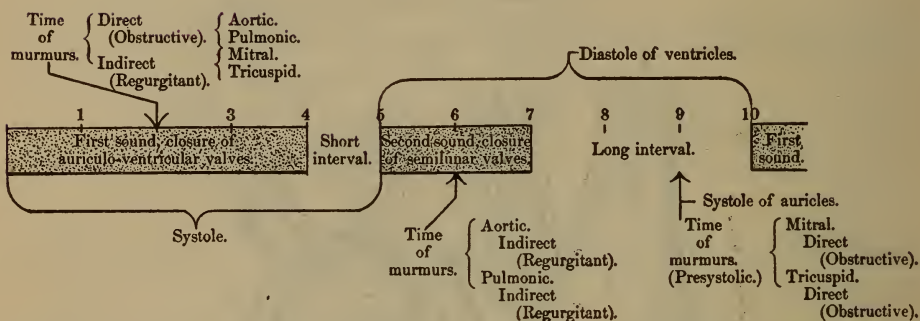 Time
of
murmurs.
Direct
(Obstructive).
Indirect
(Regurgitant).
Aortic.
Pulmonic.
Mitral.
Tricuspid.
Diastole of ventricles.
1 3 4 5 6 7 8 9 10
First sound, closure of
auriculo-ventricular valves.
Short
interval.
Second sound, closure
of semilunar valves.
Long interval.
First
sound.
Systole.
Time
of
murmurs.
Aortic.
Indirect
(Regurgitant).
Pulmonic.
Indirect
(Regurgitant).
Systole of auricles.
Time
of
murmurs.
(Presystolic.)
Mitral.
Direct
(Obstructive).
Tricuspid.
Direct
(Obstructive).